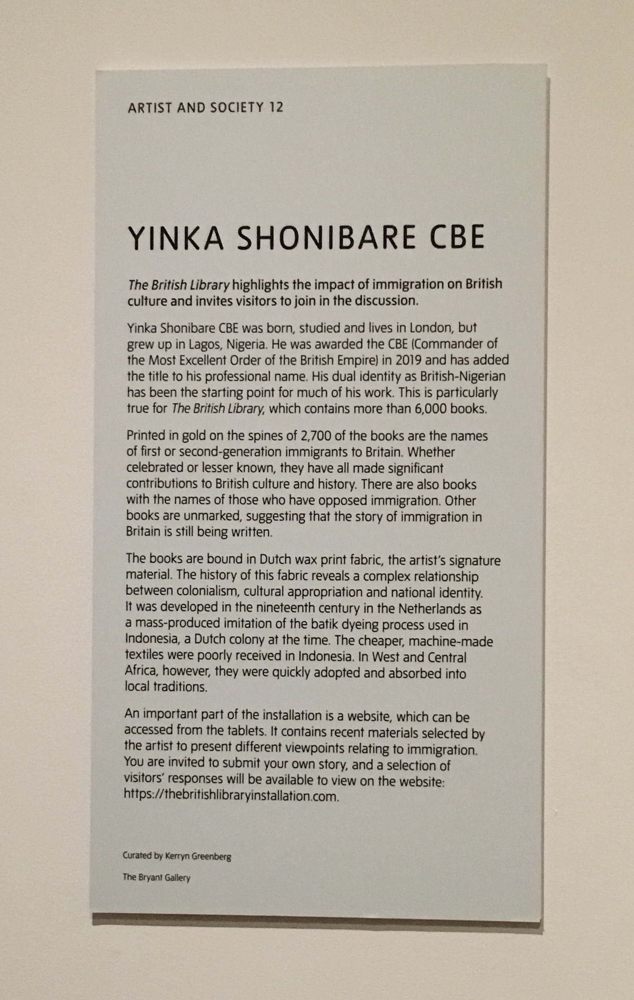 ARTIST AND SOCIETY 12
YINKA SHONIBARE CBE
The British Library highlights the impact of immigration on British
culture and invites visitors to join in the discussion.
Yinka Shonibare CBE was born, studied and lives in London, but
grew up in Lagos, Nigeria. He was awarded the CBE (Commander of
the Most Excellent Order of the British Empire) in 2019 and has added
the title to his professional name. His dual identity as British-Nigerian
has been the starting point for much of his work. This is particularly
true for The British Library, which contains more than 6,000 books.
Printed in gold on the spines of 2,700 of the books are the names
of first or second-generation immigrants to Britain. Whether
celebrated or lesser known, they have all made significant
contributions to British culture and history. There are also books
with the names of those who have opposed immigration. Other
books are unmarked, suggesting that the story of immigration in
Britain is still being written.
The books are bound in Dutch wax print fabric, the artist's signature
material. The history of this fabric reveals a complex relationship
between colonialism, cultural appropriation and national identity.
It was developed in the nineteenth century in the Netherlands as
a mass-produced imitation of the batik dyeing process used in
Indonesia, a Dutch colony at the time. The cheaper, machine-made
textiles were poorly received in Indonesia. In West and Central
Africa, however, they were quickly adopted and absorbed into
local traditions.
An important part of the installation is a website, which can be
accessed from the tablets. It contains recent materials selected by
the artist to present different viewpoints relating to immigration.
You are invited to submit your own story, and a selection of
visitors' responses will be available to view on the website:
https://thebritishlibraryinstallation.com.
Curated by Kerryn Greenberg
The Bryant Gallery